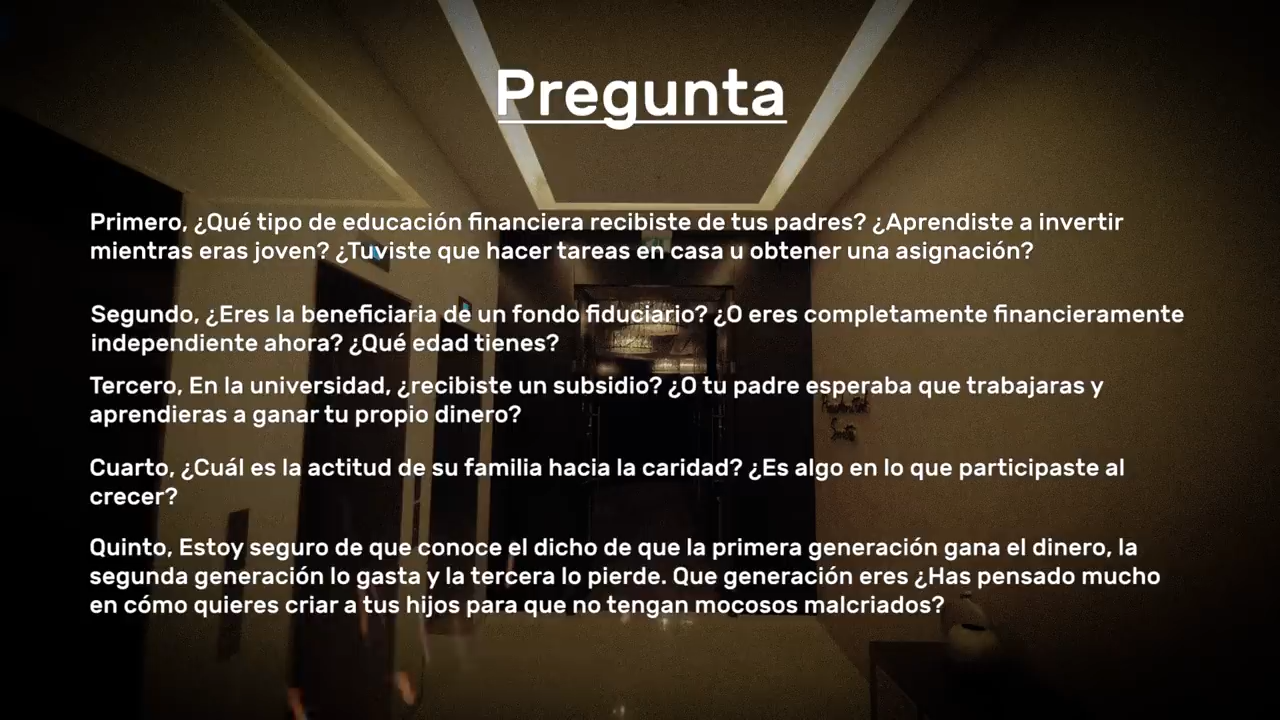 Pregunta
Primero, ¿Qué tipo de educación financiera recibiste de tus padres? ¿Aprendiste a invertir
mientras eras joven? ¿Tuviste que hacer tareas en casa u obtener una asignación?
Segundo, ¿Eres la beneficiaria de un fondo fiduciario? ¿O eres completamente financieramente
independiente ahora? ¿Qué edad tienes?
Tercero, En la universidad, ¿recibiste un subsidio? ¿O tu padre esperaba que trabajaras y
aprendieras a ganar tu propio dinero?
Cuarto, ¿Cuál es la actitud de su familia hacia la caridad? ¿Es algo en lo que participaste al
crecer?
Quinto, Estoy seguro de que conoce el dicho de que la primera generación gana el dinero, la
segunda generación lo gasta y la tercera lo pierde. Que generación eres ¿Has pensado mucho
en cómo quieres criar a tus hijos para que no tengan mocosos malcriados?